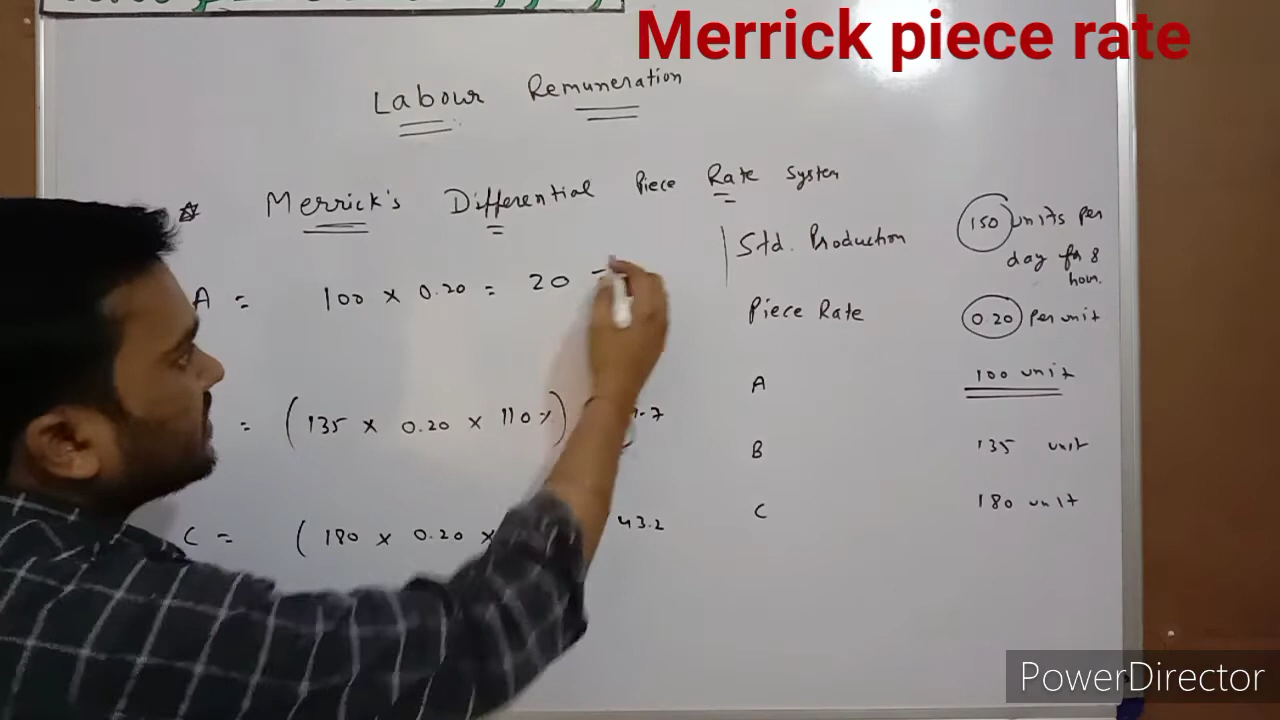 Merrick piece rate
Labour Remuneration
Merrick's Differential Piece Rate System
Std. Production 150 units per
day for 8
hour.
A = 100 x 0.20 = 20
Piece Rate 0.20 per unit
A 100 unit
= (135 x 0.20 x 110%)
B 135 unit
C 180 unit
C = (180 x 0.20 x 43.2
PowerDirector